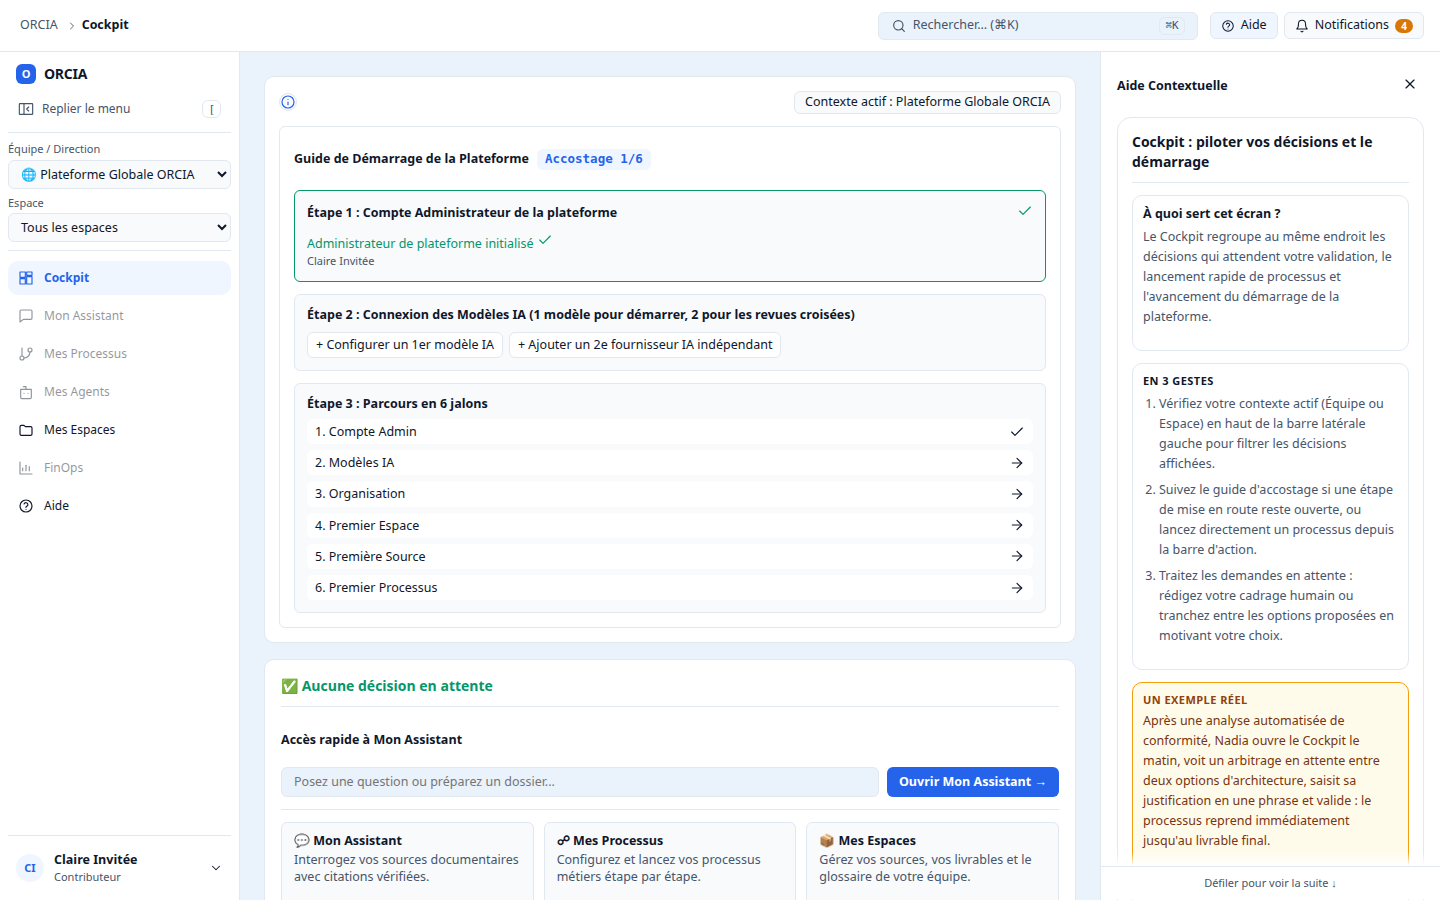 ORCIA > Cockpit
Rechercher... (⌘K)
⌘K
Aide
Notifications 4
O ORCIA
Replier le menu [
Équipe / Direction
🌐 Plateforme Globale ORCIA
Espace
Tous les espaces
Cockpit
Mon Assistant
Mes Processus
Mes Agents
Mes Espaces
FinOps
Aide
CI Claire Invitée
Contributeur
Contexte actif : Plateforme Globale ORCIA
Guide de Démarrage de la Plateforme Accostage 1/6
Étape 1 : Compte Administrateur de la plateforme
Administrateur de plateforme initialisé ✓
Claire Invitée
Étape 2 : Connexion des Modèles IA (1 modèle pour démarrer, 2 pour les revues croisées)
+ Configurer un 1er modèle IA
+ Ajouter un 2e fournisseur IA indépendant
Étape 3 : Parcours en 6 jalons
1. Compte Admin ✓
2. Modèles IA →
3. Organisation →
4. Premier Espace →
5. Première Source →
6. Premier Processus →
✅ Aucune décision en attente
Accès rapide à Mon Assistant
Posez une question ou préparez un dossier...
Ouvrir Mon Assistant →
💬 Mon Assistant
Interrogez vos sources documentaires
avec citations vérifiées.
☍ Mes Processus
Configurez et lancez vos processus
métiers étape par étape.
📦 Mes Espaces
Gérez vos sources, vos livrables et le
glossaire de votre équipe.
Aide Contextuelle
Cockpit : piloter vos décisions et le
démarrage
À quoi sert cet écran ?
Le Cockpit regroupe au même endroit les
décisions qui attendent votre validation, le
lancement rapide de processus et
l'avancement du démarrage de la
plateforme.
EN 3 GESTES
1. Vérifiez votre contexte actif (Équipe ou
Espace) en haut de la barre latérale
gauche pour filtrer les décisions
affichées.
2. Suivez le guide d'accostage si une étape
de mise en route reste ouverte, ou
lancez directement un processus depuis
la barre d'action.
3. Traitez les demandes en attente :
rédigez votre cadrage humain ou
tranchez entre les options proposées en
motivant votre choix.
UN EXEMPLE RÉEL
Après une analyse automatisée de
conformité, Nadia ouvre le Cockpit le
matin, voit un arbitrage en attente entre
deux options d'architecture, saisit sa
justification en une phrase et valide : le
processus reprend immédiatement
jusqu'au livrable final.
Défiler pour voir la suite ↓